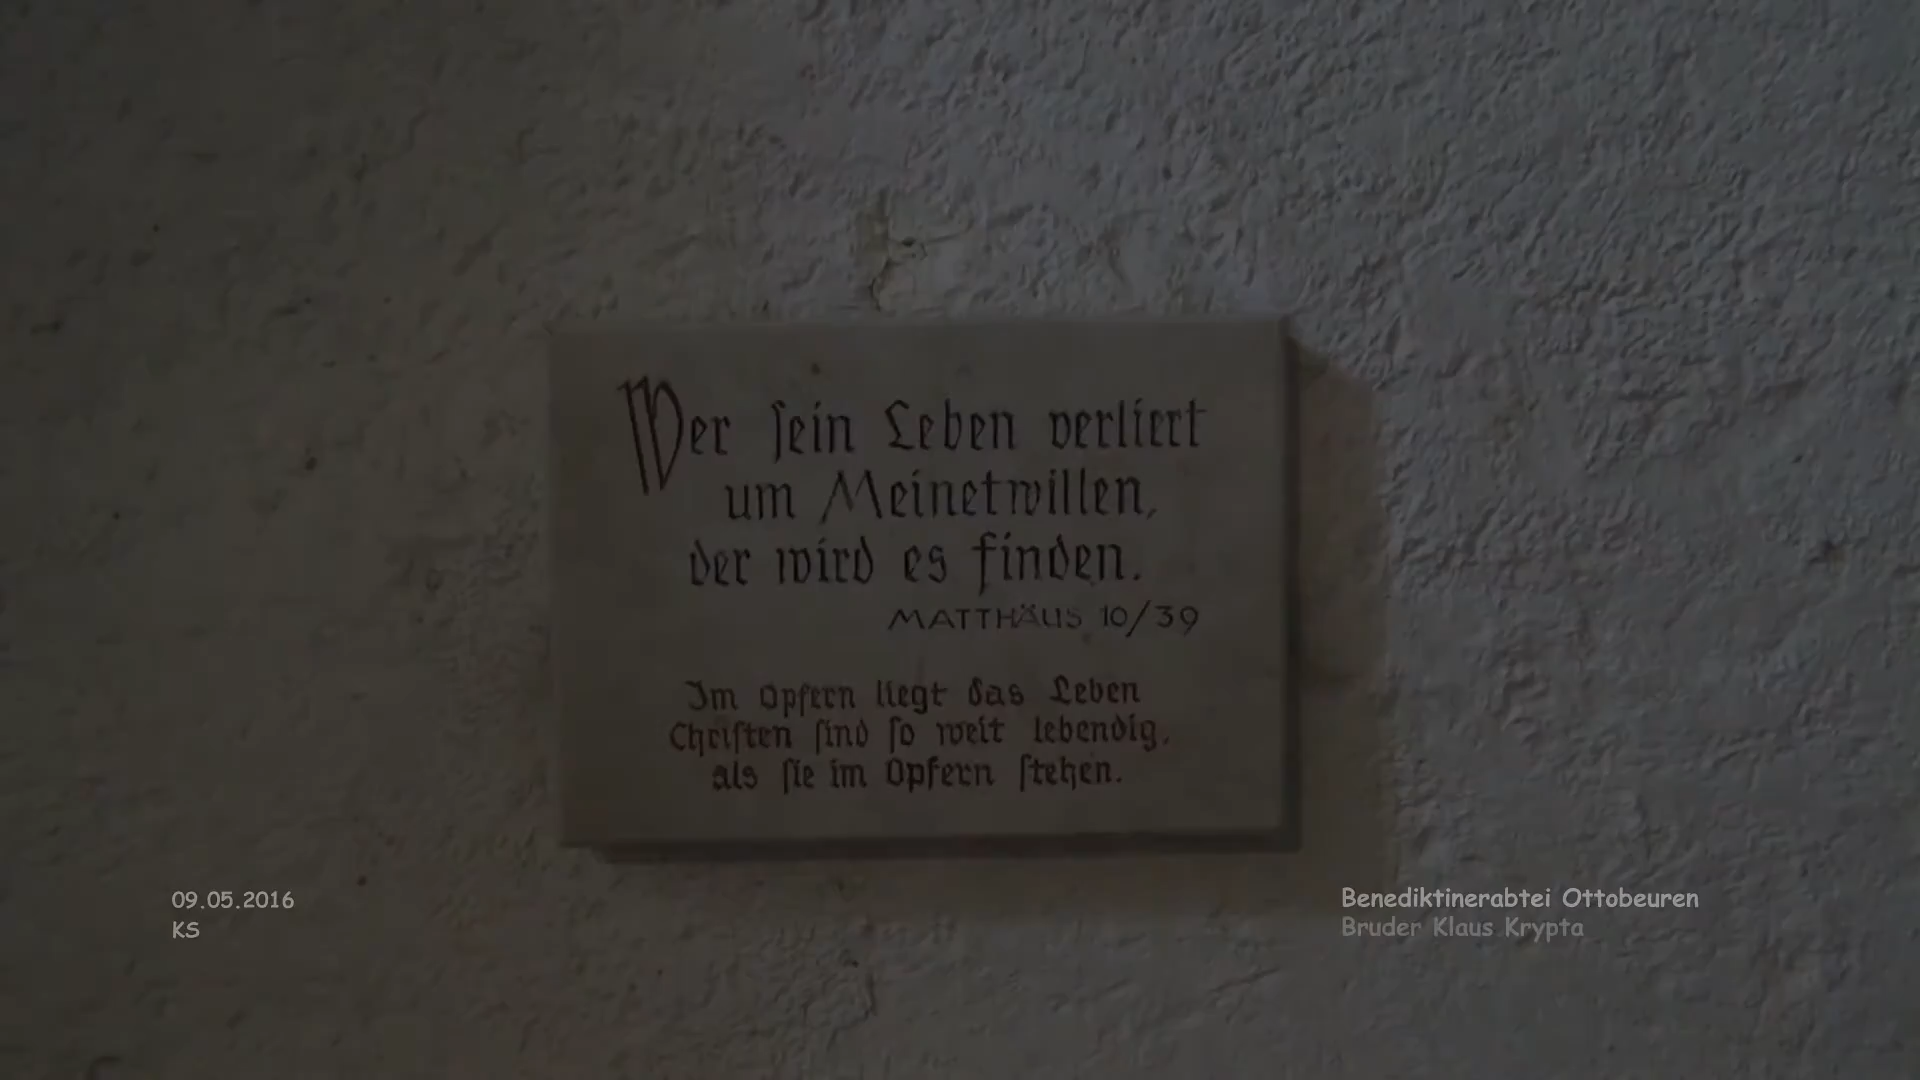 Wer sein Leben verliert
um Meinetwillen,
der wird es finden.
MATTHÄUS 10/39
Im Opfern liegt das Leben
Christen sind so weit lebendig,
als sie im Opfern stehen.
09.05.2016
KS
Benediktinerabtei Ottobeuren
Bruder Klaus Krypta